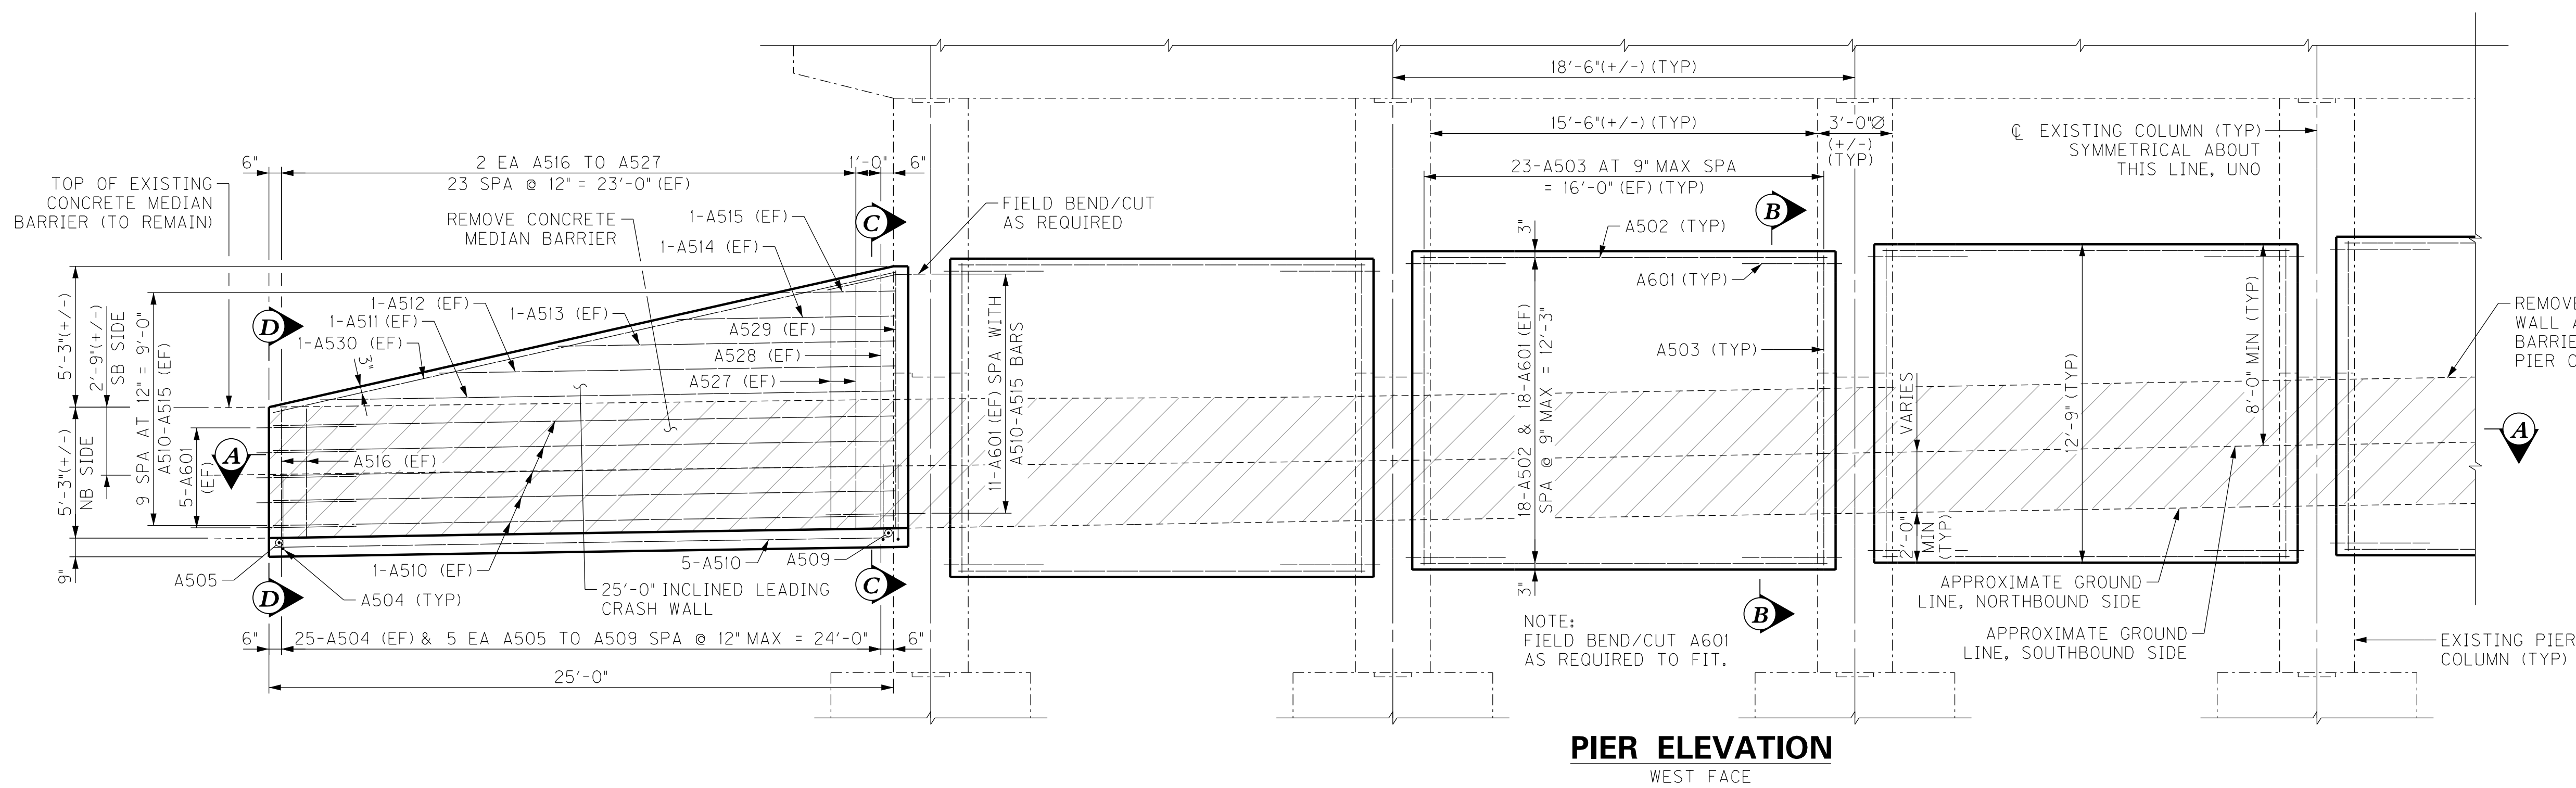 18'-6"(+/-) (TYP)
15'-6"(+/-) (TYP)
3'-0"Ø
(+/-)
(TYP)
℄ EXISTING COLUMN (TYP)
SYMMETRICAL ABOUT
THIS LINE, UNO
6"
2 EA A516 TO A527
23 SPA @ 12" = 23'-0" (EF)
1'-0"
6"
23-A503 AT 9" MAX SPA
= 16'-0" (EF) (TYP)
TOP OF EXISTING
CONCRETE MEDIAN
BARRIER (TO REMAIN)
REMOVE CONCRETE
MEDIAN BARRIER
1-A515 (EF)
1-A514 (EF)
C
FIELD BEND/CUT
AS REQUIRED
B
3"
A502 (TYP)
A601 (TYP)
1-A512 (EF)
1-A511 (EF)
1-A530 (EF)
1-A513 (EF)
3"
D
A529 (EF)
A528 (EF)
A527 (EF)
A503 (TYP)
5'-3"(+/-)
2'-9"(+/-)
SB SIDE
5'-3"(+/-)
NB SIDE
9 SPA AT 12" = 9'-0"
A510-A515 (EF)
5-A601
(EF)
11-A601 (EF) SPA WITH
A510-A515 BARS
18-A502 & 18-A601 (EF)
SPA @ 9" MAX = 12'-3"
VARIES
12'-9" (TYP)
8'-0" MIN (TYP)
2'-0"
MIN
(TYP)
REMOVE
WALL A
BARRIE
PIER C
A
A516 (EF)
A
9"
A505
A504 (TYP)
1-A510 (EF)
5-A510
A509
25'-0" INCLINED LEADING
CRASH WALL
D
C
3"
B
APPROXIMATE GROUND
LINE, NORTHBOUND SIDE
APPROXIMATE GROUND
LINE, SOUTHBOUND SIDE
NOTE:
FIELD BEND/CUT A601
AS REQUIRED TO FIT.
6"
25-A504 (EF) & 5 EA A505 TO A509 SPA @ 12" MAX = 24'-0"
6"
25'-0"
EXISTING PIER
COLUMN (TYP)
PIER ELEVATION
WEST FACE